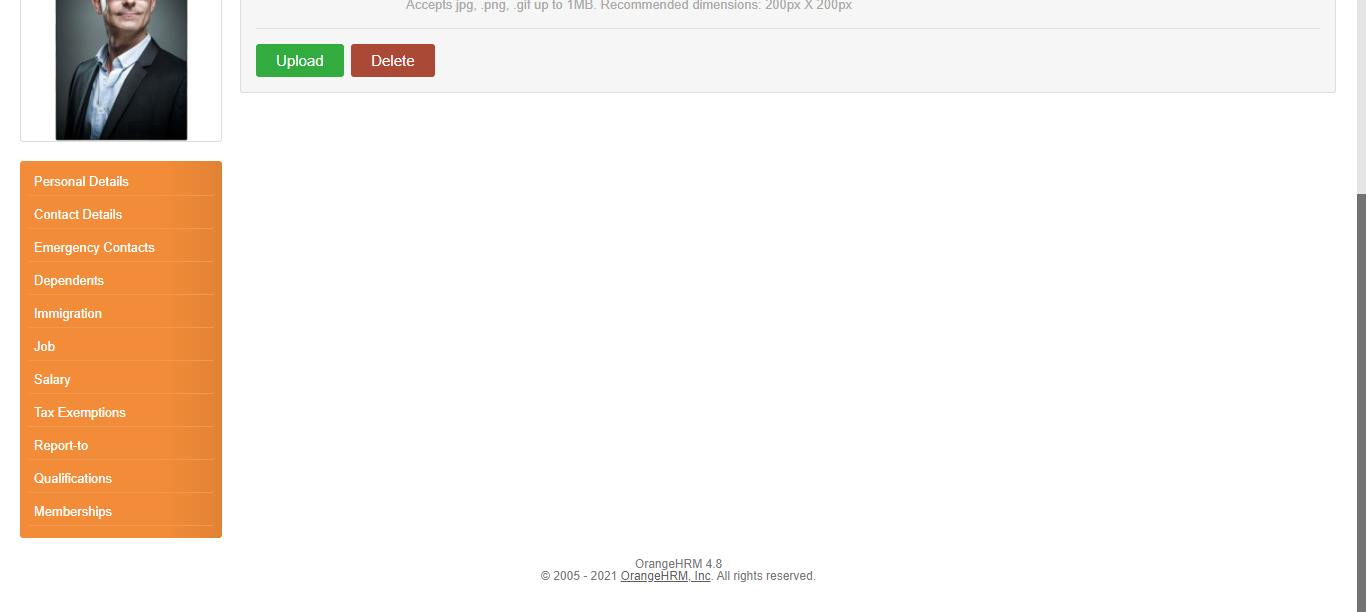 Accepts jpg, .png, .gif up to 1MB. Recommended dimensions: 200px X 200px
Upload
Delete
Personal Details
Contact Details
Emergency Contacts
Dependents
Immigration
Job
Salary
Tax Exemptions
Report-to
Qualifications
Memberships
OrangeHRM 4.8
© 2005 - 2021 OrangeHRM, Inc. All rights reserved.